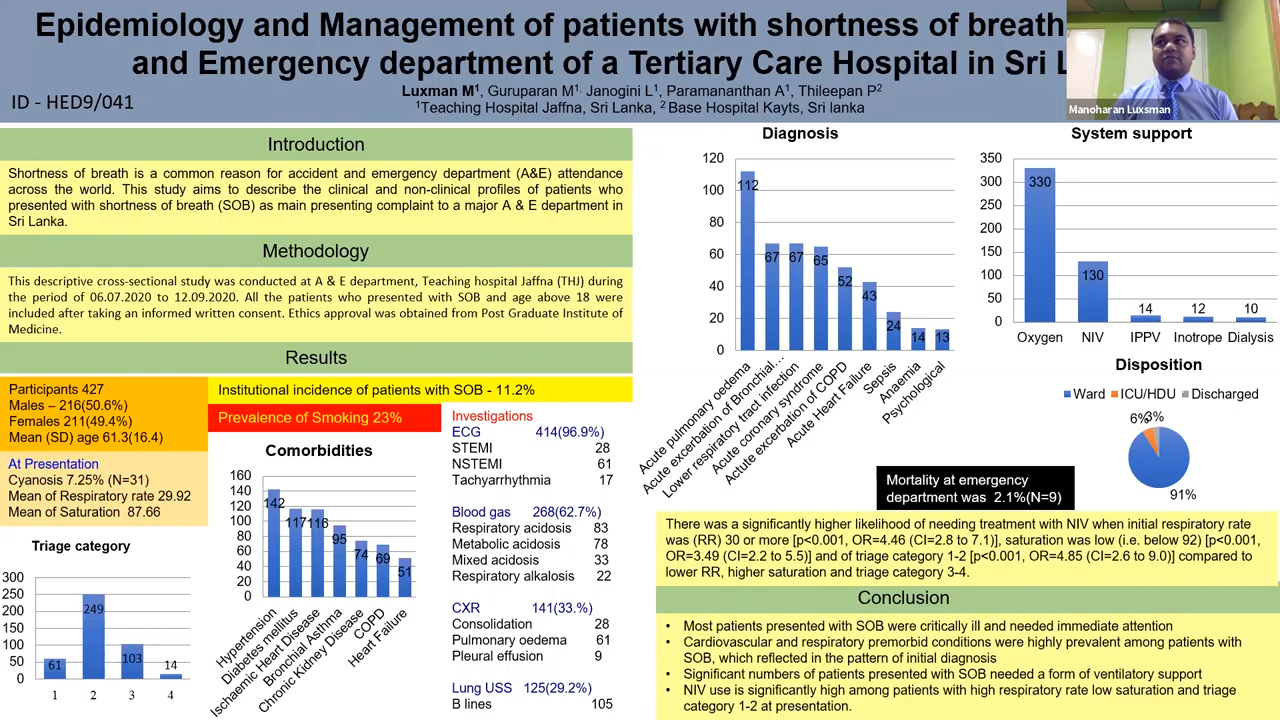 Epidemiology and Management of patients with shortness of breath
and Emergency department of a Tertiary Care Hospital in Sri L
Luxman M¹, Guruparan M¹, Janogini L¹, Paramananthan A¹, Thileepan P²
¹Teaching Hospital Jaffna, Sri Lanka, ² Base Hospital Kayts, Sri lanka
ID - HED9/041
Manoharan Luxsman
Introduction
Shortness of breath is a common reason for accident and emergency department (A&E) attendance
across the world. This study aims to describe the clinical and non-clinical profiles of patients who
presented with shortness of breath (SOB) as main presenting complaint to a major A & E department in
Sri Lanka.
Methodology
This descriptive cross-sectional study was conducted at A & E department, Teaching hospital Jaffna (THJ) during
the period of 06.07.2020 to 12.09.2020. All the patients who presented with SOB and age above 18 were
included after taking an informed written consent. Ethics approval was obtained from Post Graduate Institute of
Medicine.
Results
Participants 427
Males – 216(50.6%)
Females 211(49.4%)
Mean (SD) age 61.3(16.4)
At Presentation
Cyanosis 7.25% (N=31)
Mean of Respiratory rate 29.92
Mean of Saturation 87.66
Triage category
300
250
200
150
100
50
0
61
249
103
14
1 2 3 4
Institutional incidence of patients with SOB - 11.2%
Prevalence of Smoking 23%
Comorbidities
160
140
120
100
80
60
40
20
0
142
117
116
95
74
69
51
Hypertension
Diabetes mellitus
Ischaemic Heart Disease
Bronchial Asthma
Chronic Kidney Disease
COPD
Heart Failure
Investigations
ECG 414(96.9%)
STEMI 28
NSTEMI 61
Tachyarrhythmia 17
Blood gas 268(62.7%)
Respiratory acidosis 83
Metabolic acidosis 78
Mixed acidosis 33
Respiratory alkalosis 22
CXR 141(33.%)
Consolidation 28
Pulmonary oedema 61
Pleural effusion 9
Lung USS 125(29.2%)
B lines 105
Diagnosis
120
100
80
60
40
20
0
112
67
67
65
52
43
24
14
13
Acute pulmonary oedema
Acute exacerbation of Bronchial…
Lower respiratory tract infection
Acute coronary syndrome
Acute exacerbation of COPD
Acute Heart Failure
Sepsis
Anaemia
Psychological
System support
350
300
250
200
150
100
50
0
330
130
14
12
10
Oxygen NIV IPPV Inotrope Dialysis
Disposition
Ward ICU/HDU Discharged
6%
3%
91%
Mortality at emergency
department was 2.1%(N=9)
There was a significantly higher likelihood of needing treatment with NIV when initial respiratory rate
was (RR) 30 or more [p<0.001, OR=4.46 (CI=2.8 to 7.1)], saturation was low (i.e. below 92) [p<0.001,
OR=3.49 (CI=2.2 to 5.5)] and of triage category 1-2 [p<0.001, OR=4.85 (CI=2.6 to 9.0)] compared to
lower RR, higher saturation and triage category 3-4.
Conclusion
• Most patients presented with SOB were critically ill and needed immediate attention
• Cardiovascular and respiratory premorbid conditions were highly prevalent among patients with
SOB, which reflected in the pattern of initial diagnosis
• Significant numbers of patients presented with SOB needed a form of ventilatory support
• NIV use is significantly high among patients with high respiratory rate low saturation and triage
category 1-2 at presentation.